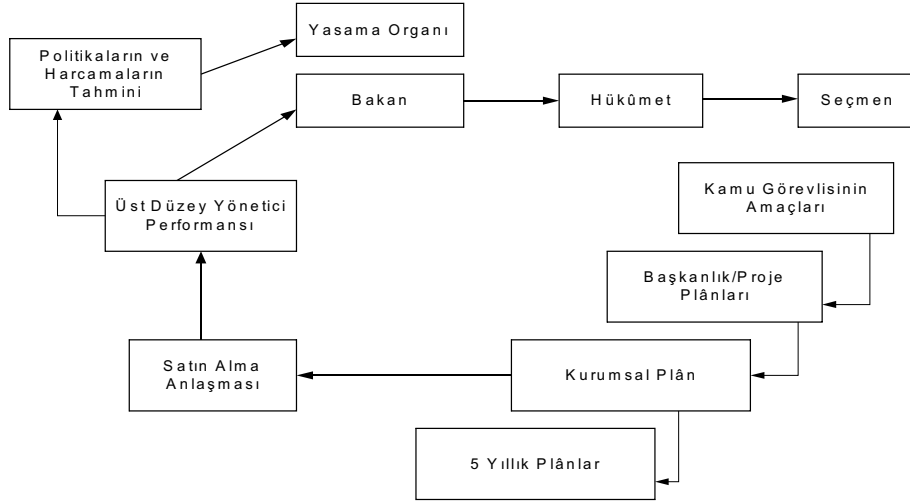 Yasama Organı
Politikaların ve
Harcamaların
Tahmini
Bakan
Hükûmet
Seçmen
Kamu Görevlisinin
Amaçları
Üst Düzey Yönetici
Performansı
Başkanlık/Proje
Plânları
Satın Alma
Anlaşması
Kurumsal Plân
5 Yıllık Plânlar